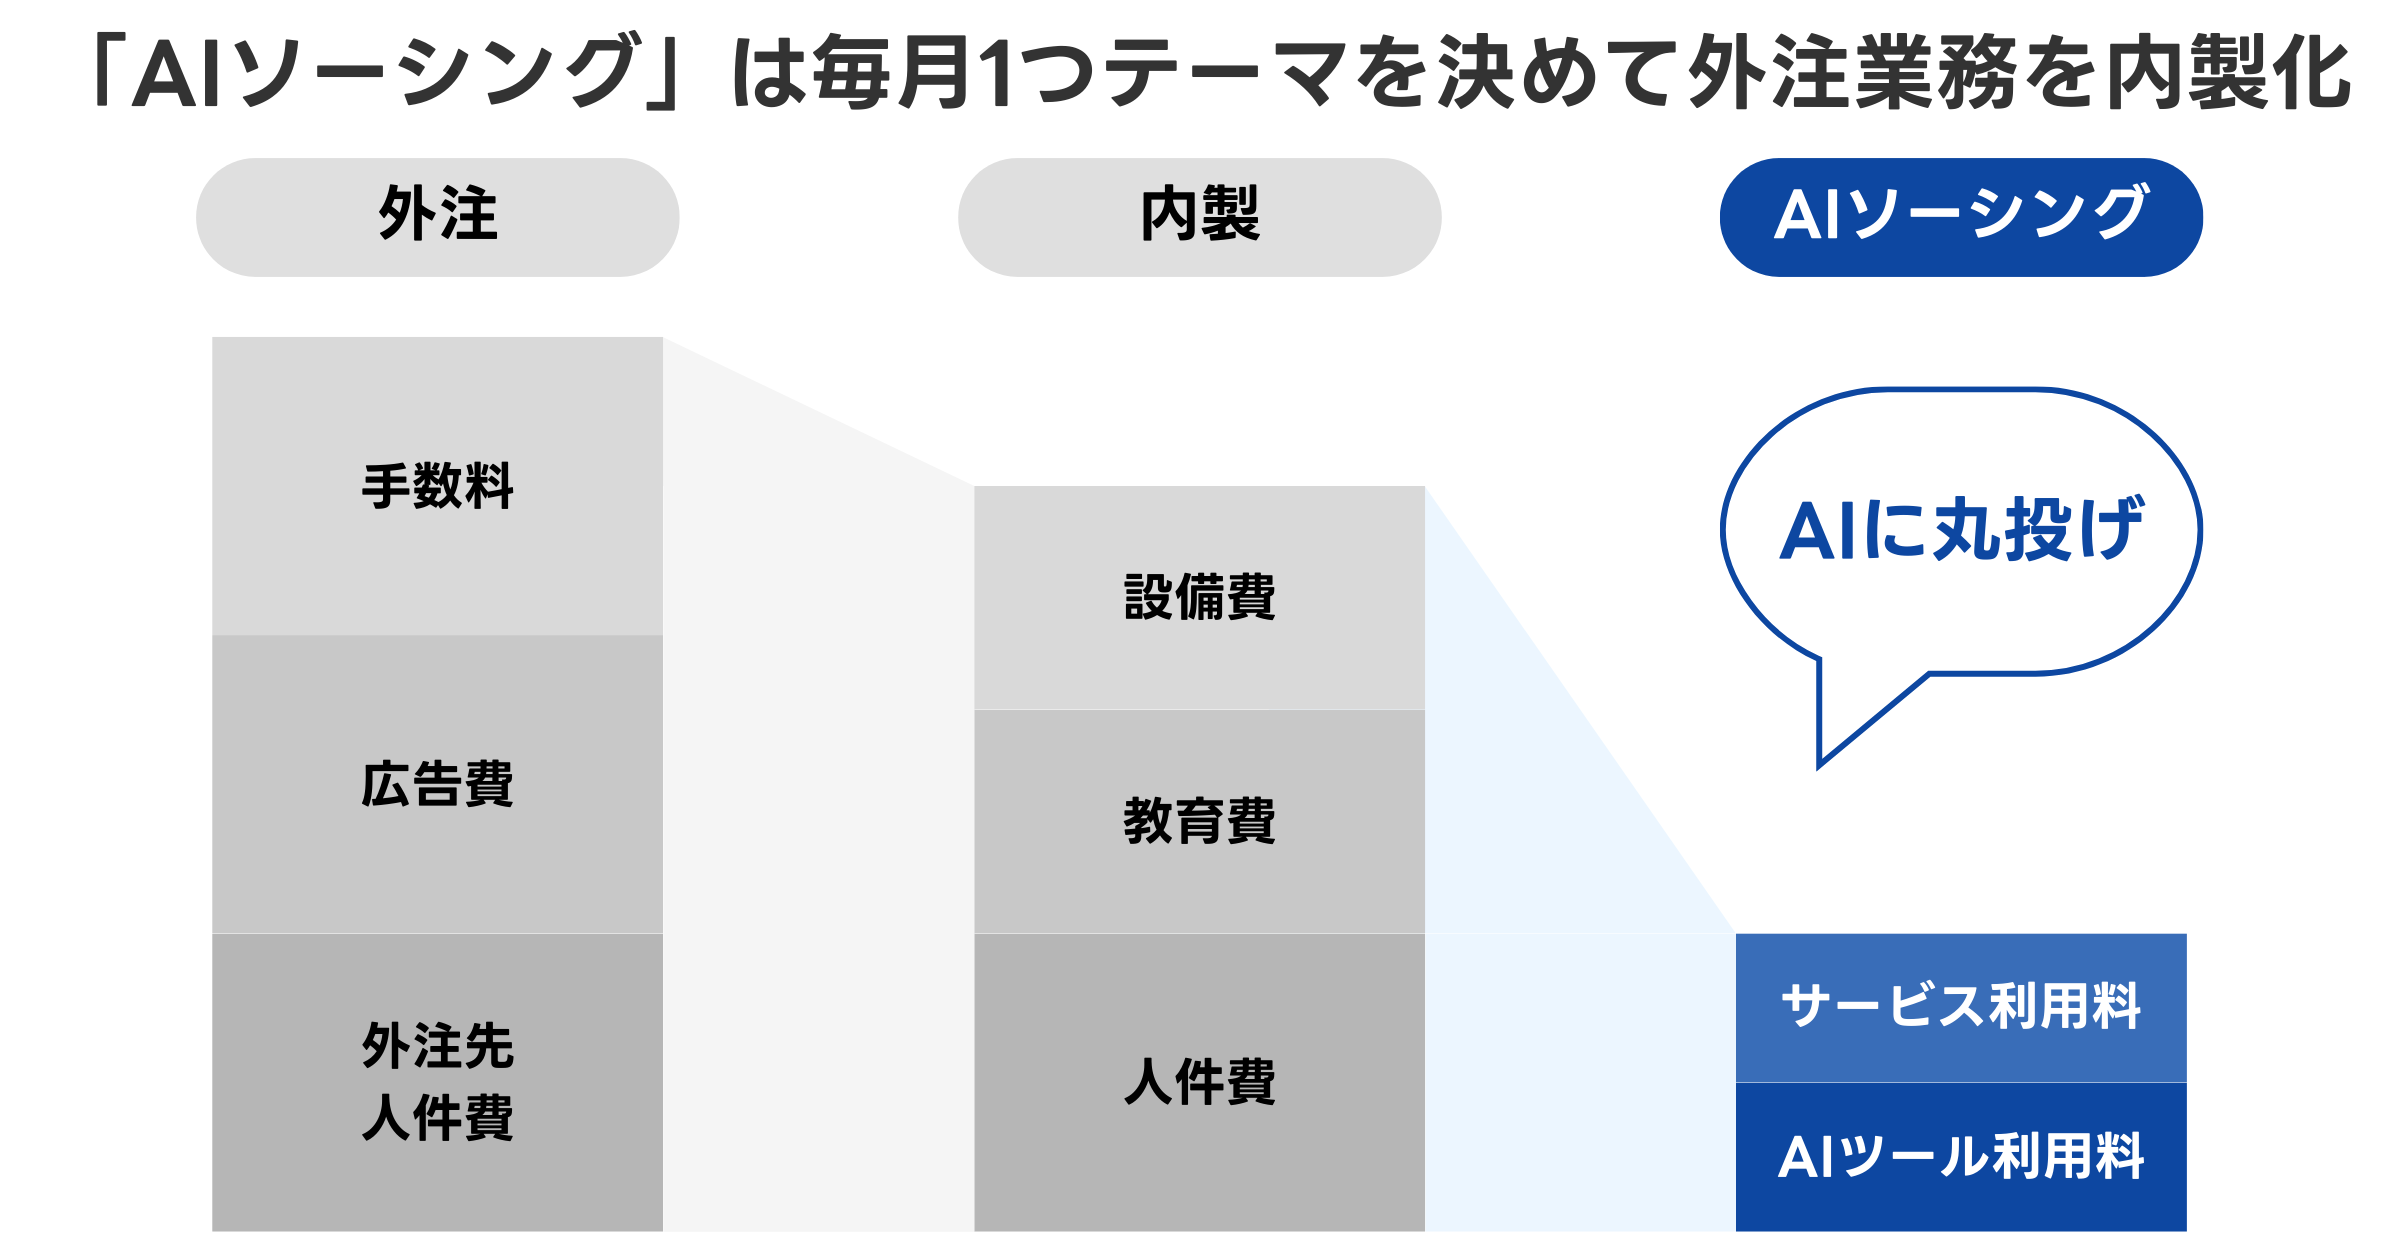 「AIソーシング」は毎月1つテーマを決めて外注業務を内製化
外注
内製
AIソーシング
手数料
広告費
外注先
人件費
設備費
教育費
人件費
AIに丸投げ
サービス利用料
AIツール利用料